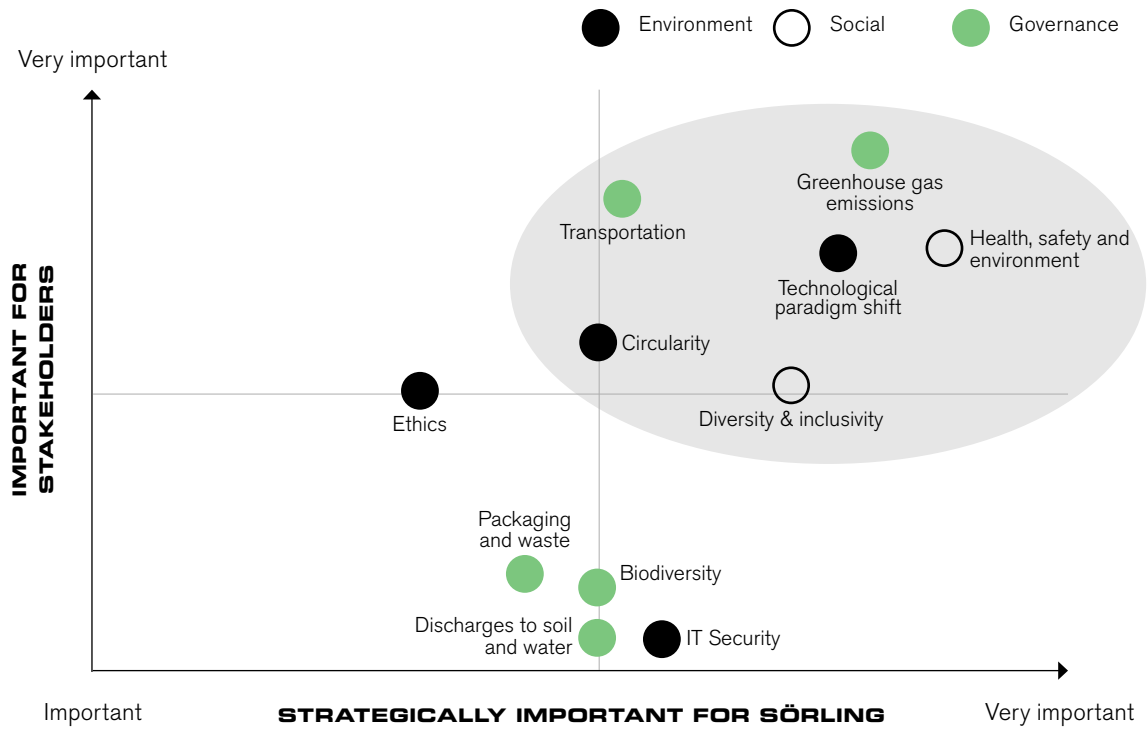 Environment
Social
Governance
Very important
Greenhouse gas
emissions
Transportation
Health, safety and
environment
Technological
paradigm shift
IMPORTANT FOR
STAKEHOLDERS
Circularity
Diversity & inclusivity
Ethics
Packaging
and waste
Biodiversity
Discharges to soil
and water
IT Security
Important
STRATEGICALLY IMPORTANT FOR SÖRLING
Very important